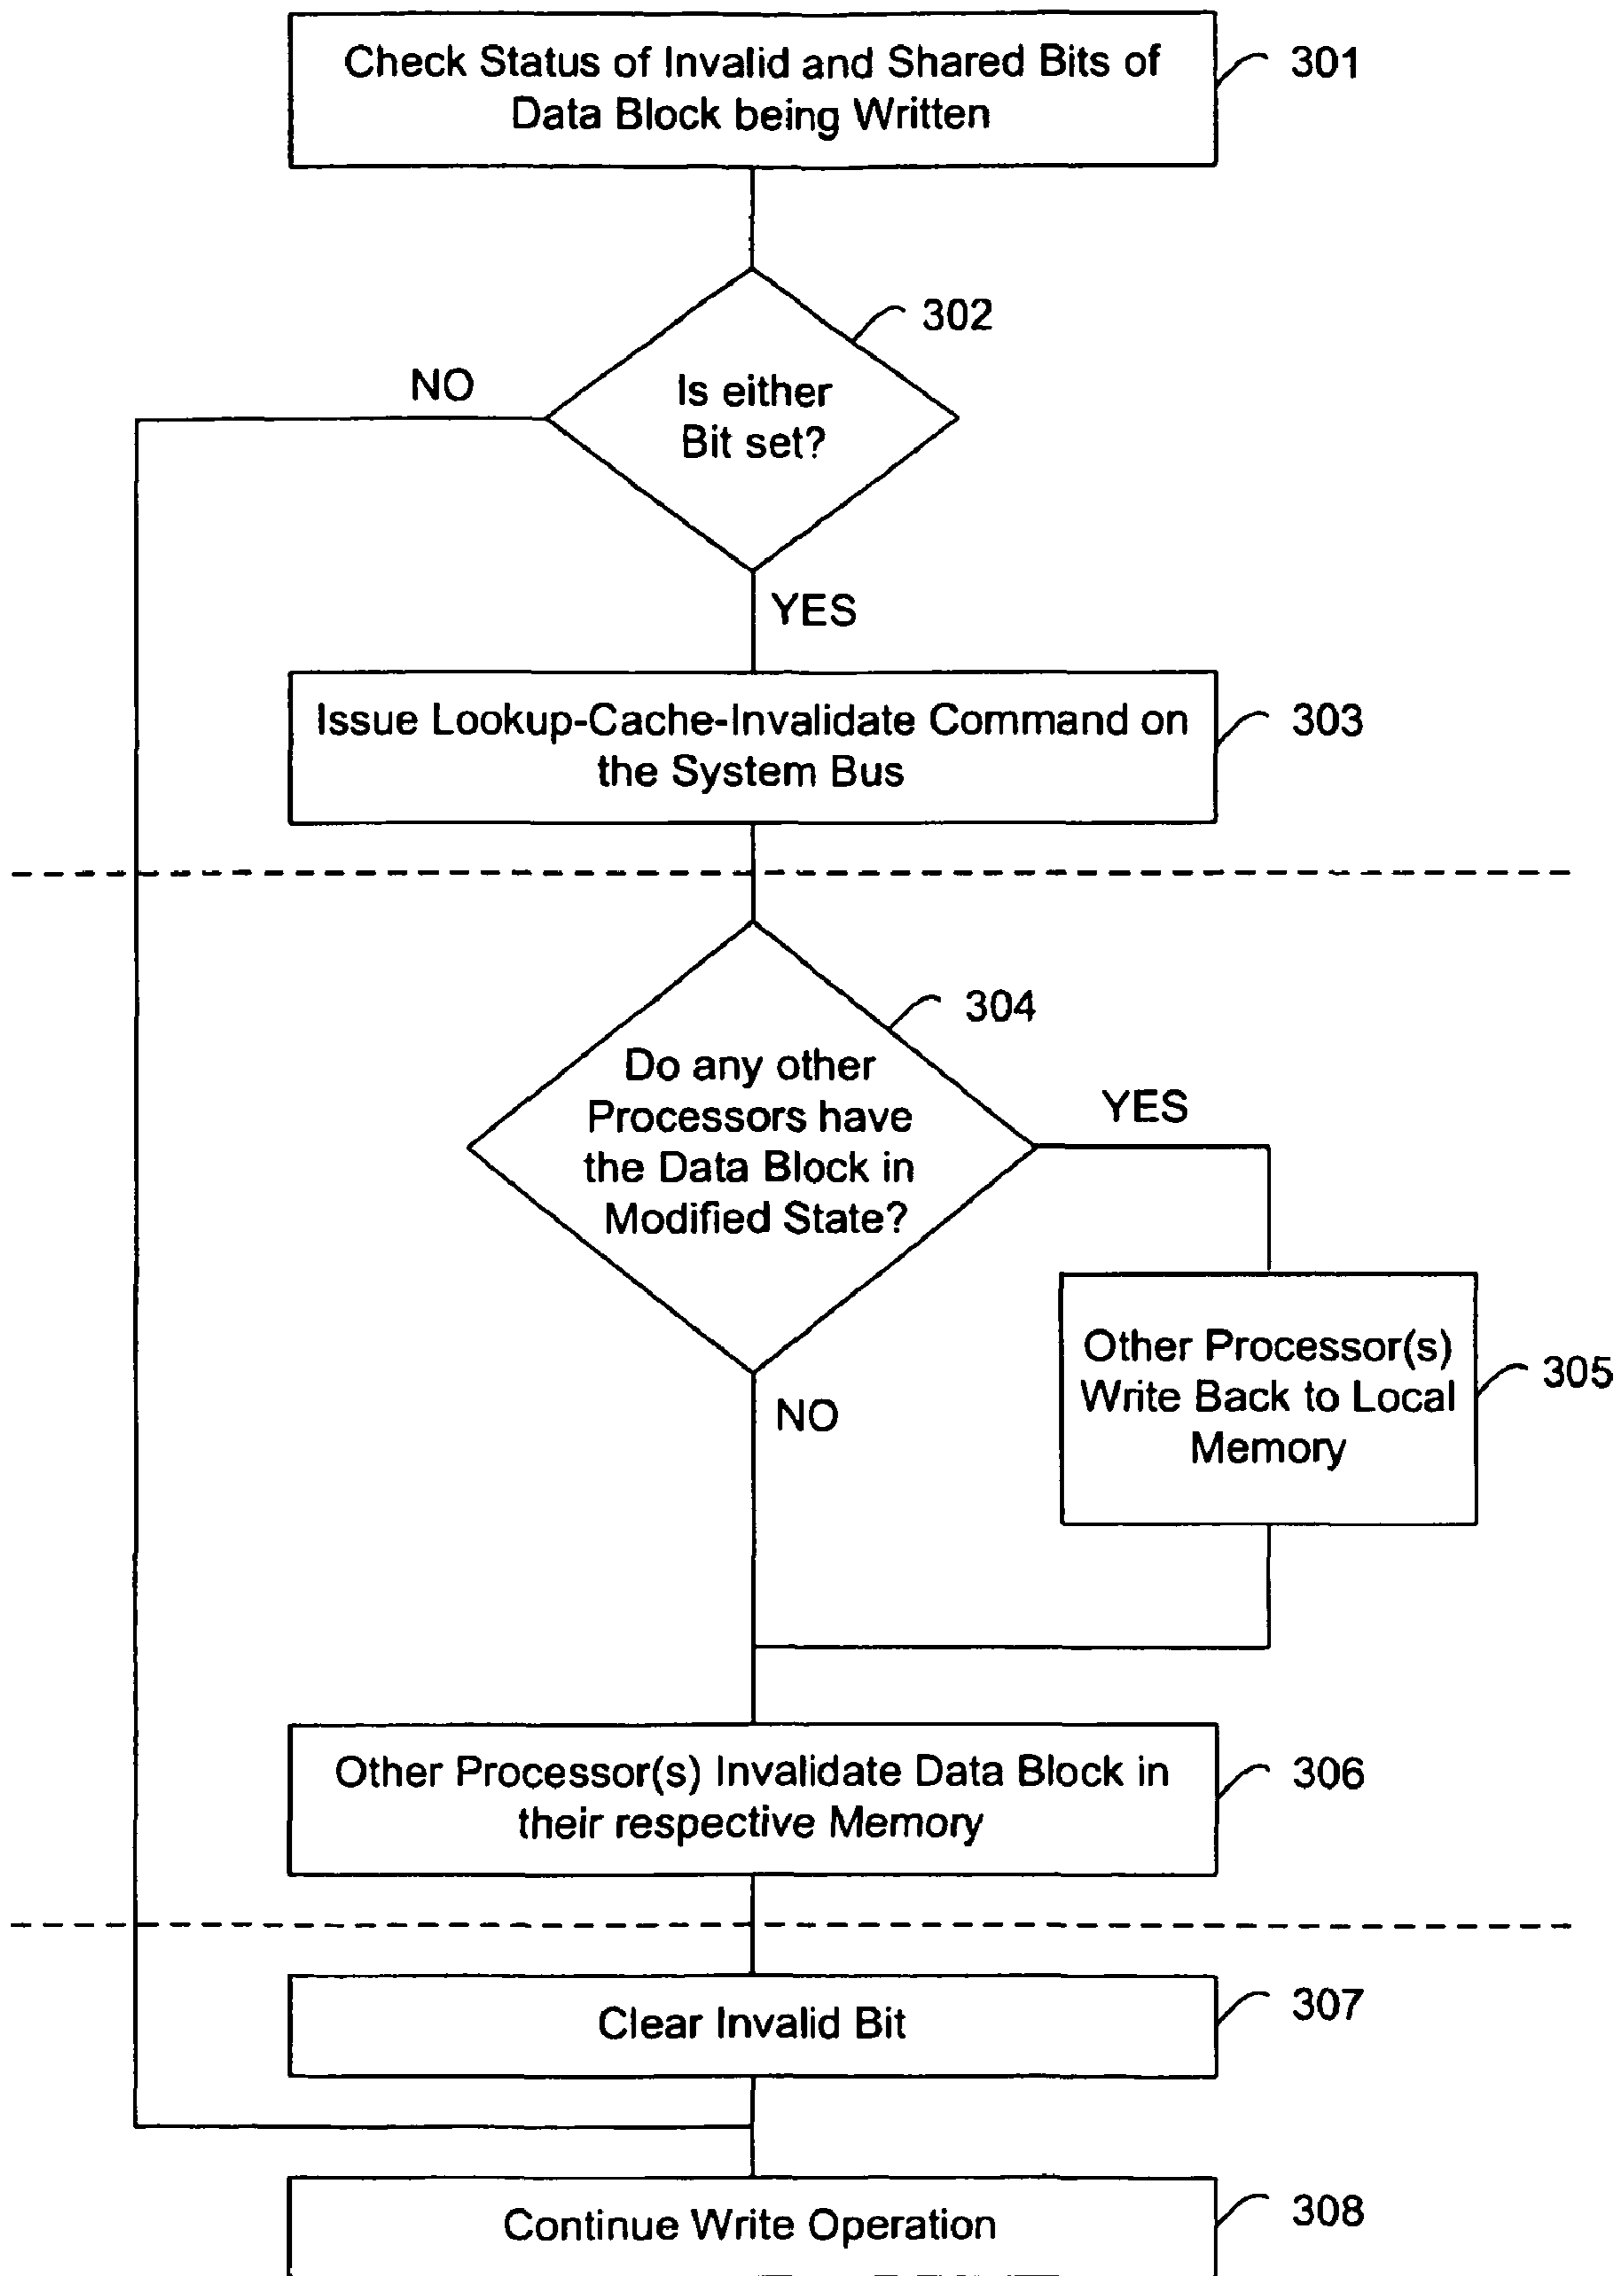 Check Status of Invalid and Shared Bits of
Data Block being Written
301
302
NO
Is either
Bit set?
YES
Issue Lookup-Cache-Invalidate Command on
the System Bus
303
304
Do any other
Processors have
the Data Block in
Modified State?
YES
Other Processor(s)
Write Back to Local
Memory
305
NO
Other Processor(s) Invalidate Data Block in
their respective Memory
306
Clear Invalid Bit
307
Continue Write Operation
308